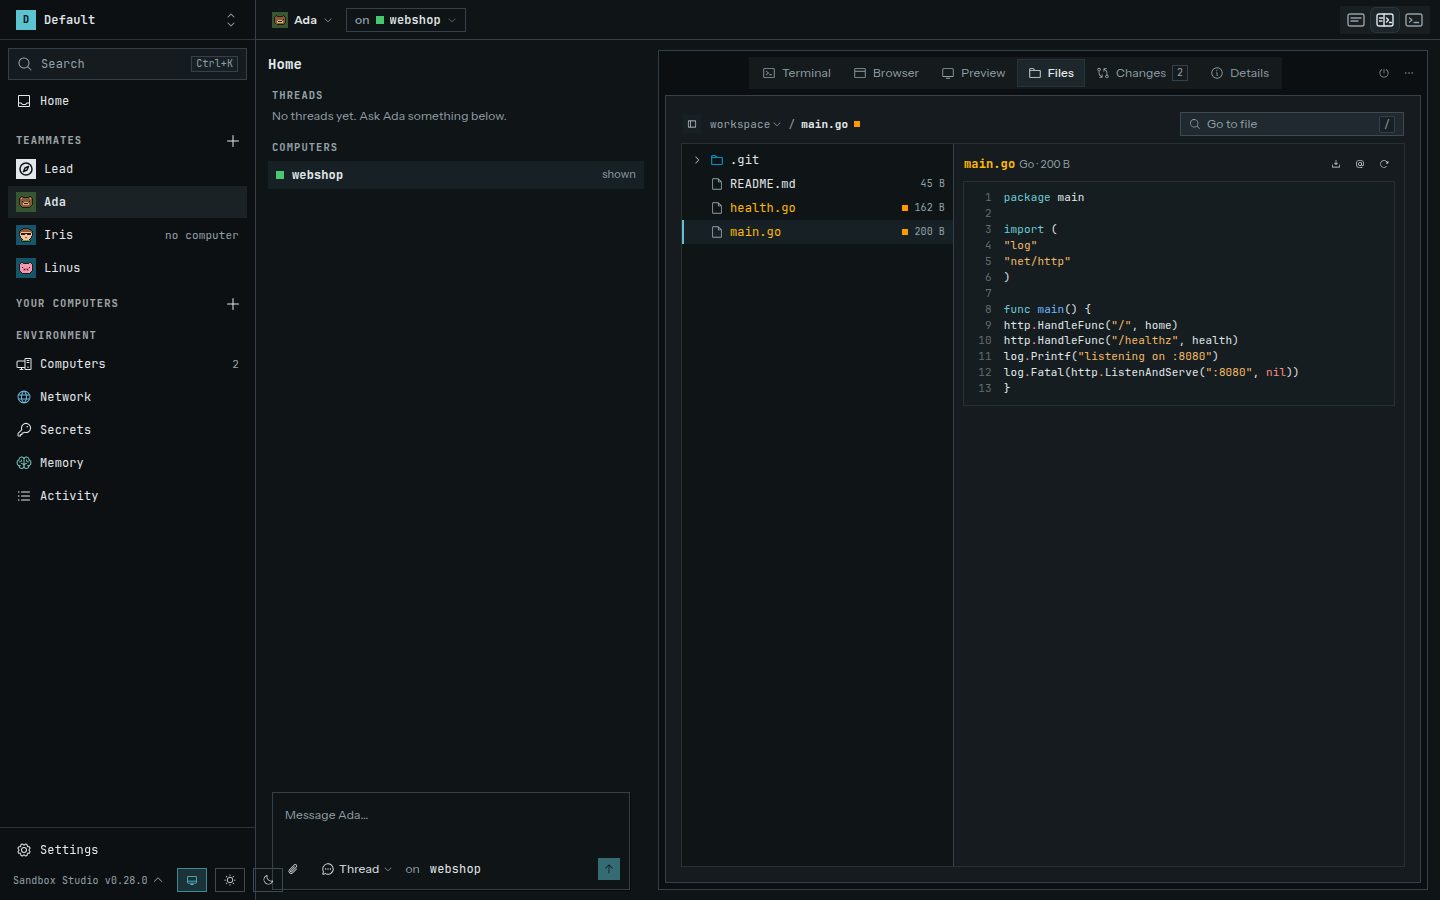 D Default
Search Ctrl+K
Home
TEAMMATES
Lead
Ada
Iris no computer
Linus
YOUR COMPUTERS
ENVIRONMENT
Computers 2
Network
Secrets
Memory
Activity
Settings
Sandbox Studio v0.28.0
Ada on webshop
Home
THREADS
No threads yet. Ask Ada something below.
COMPUTERS
webshop shown
Message Ada...
Thread on webshop
Terminal Browser Preview Files Changes 2 Details
workspace / main.go
Go to file /
.git
README.md 45 B
health.go 162 B
main.go 200 B
main.go Go · 200 B
1 package main
2
3 import (
4 "log"
5 "net/http"
6 )
7
8 func main() {
9 http.HandleFunc("/", home)
10 http.HandleFunc("/healthz", health)
11 log.Printf("listening on :8080")
12 log.Fatal(http.ListenAndServe(":8080", nil))
13 }